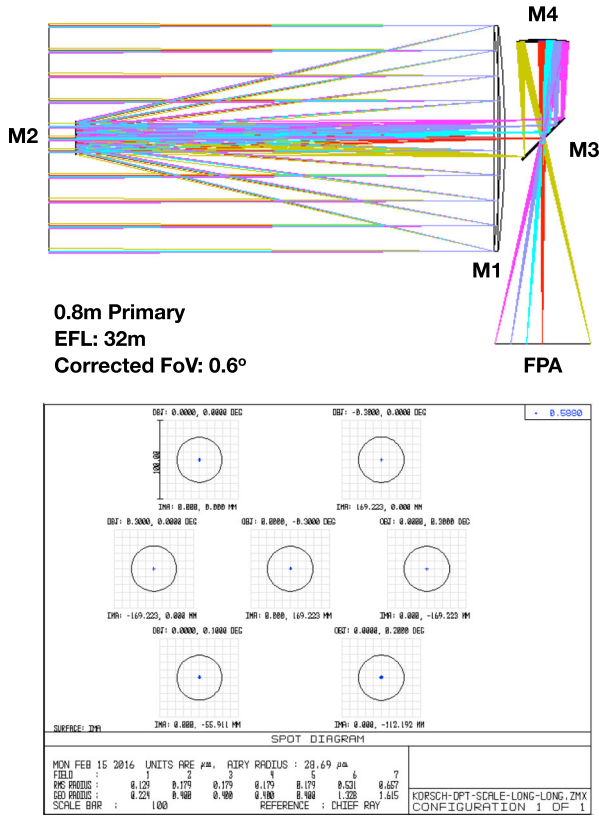 M4
M2
M3
M1
0.8m Primary
EFL: 32m
Corrected FoV: 0.6º
FPA
OBJ: 0.0000, 0.0000 DEG
OBJ: -0.3000, 0.0000 DEG
0.5880
100.00
IMA: 0.000, 0.000 MM
IMA: 169.223, 0.000 MM
OBJ: 0.3000, 0.0000 DEG
OBJ: 0.0000, -0.3000 DEG
OBJ: 0.0000, 0.3000 DEG
IMA: -169.223, 0.000 MM
IMA: 0.000, 169.223 MM
IMA: 0.000, -169.223 MM
OBJ: 0.0000, 0.1000 DEG
OBJ: 0.0000, 0.2000 DEG
IMA: 0.000, -55.911 MM
IMA: 0.000, -112.192 MM
SURFACE: IMA
SPOT DIAGRAM
MON FEB 15 2016 UNITS ARE µm. AIRY RADIUS : 28.69 µm
FIELD : 1 2 3 4 5 6 7
RMS RADIUS : 0.129 0.179 0.179 0.179 0.179 0.531 0.657
GEO RADIUS : 0.224 0.400 0.400 0.400 0.400 1.328 1.615
SCALE BAR : 100 REFERENCE : CHIEF RAY
KORSCH-OPT-SCALE-LONG-LONG.ZMX
CONFIGURATION 1 OF 1